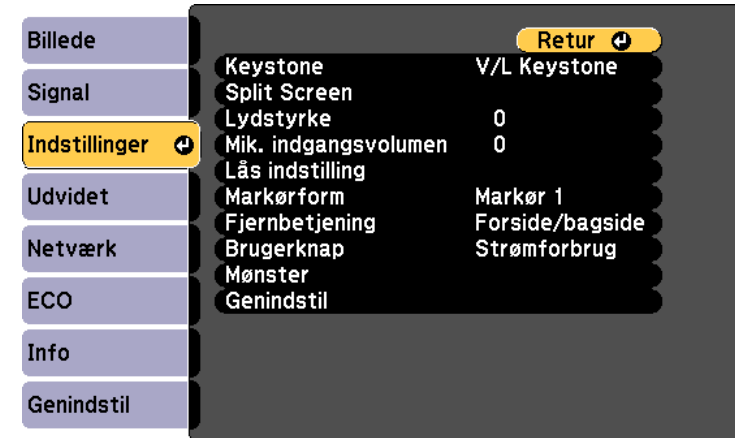 Billede
Signal
Indstillinger
Udvidet
Netværk
ECO
Info
Genindstil
Retur
Keystone V/L Keystone
Split Screen
Lydstyrke 0
Mik. indgangsvolumen 0
Lås indstilling
Markørform Markør 1
Fjernbetjening Forside/bagside
Brugerknap Strømforbrug
Mønster
Genindstil